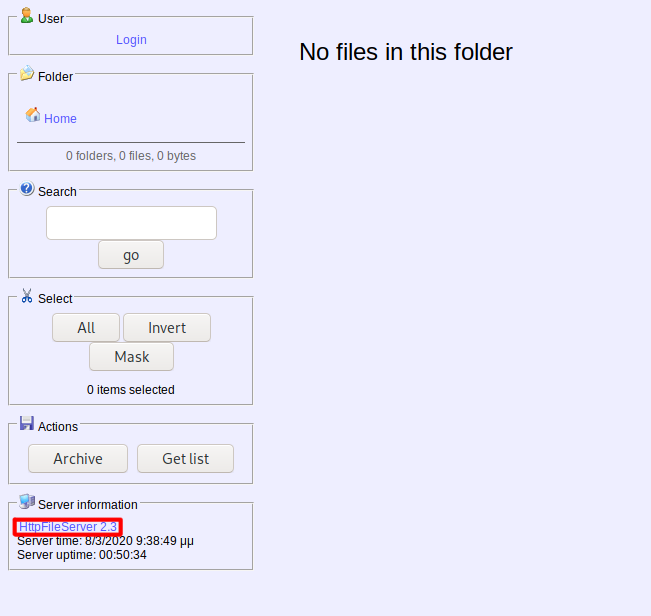 User
Login
No files in this folder
Folder
Home
0 folders, 0 files, 0 bytes
Search
go
Select
All Invert
Mask
0 items selected
Actions
Archive Get list
Server information
HttpFileServer 2.3
Server time: 8/3/2020 9:38:49 μμ
Server uptime: 00:50:34